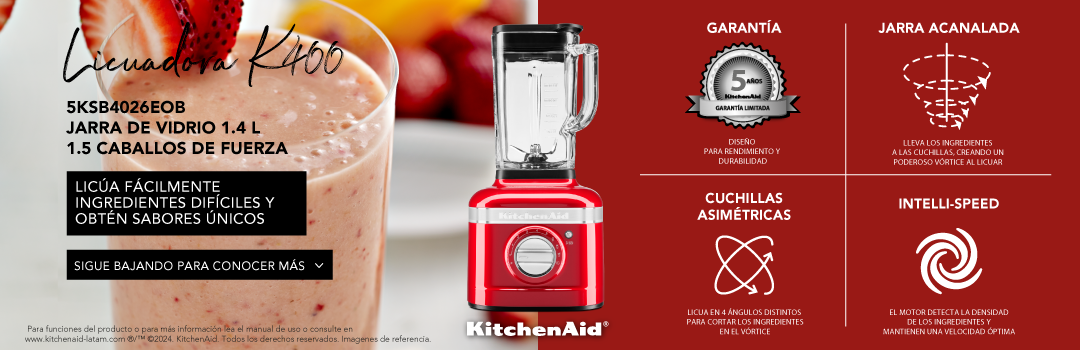 Licuadora K400
5KSB4026EOB
JARRA DE VIDRIO 1.4 L
1.5 CABALLOS DE FUERZA
LICÚA FÁCILMENTE
INGREDIENTES DIFÍCILES Y
OBTÉN SABORES ÚNICOS
SIGUE BAJANDO PARA CONOCER MÁS
Para funciones del producto o para más información lea el manual de uso o consulte en
www.kitchenaid-latam.com ®/™ ©2024. KitchenAid. Todos los derechos reservados. Imagenes de referencia.
KitchenAid
KitchenAid®
GARANTÍA
5 AÑOS
KitchenAid
GARANTÍA LIMITADA
DISEÑO
PARA RENDIMIENTO Y
DURABILIDAD
JARRA ACANALADA
LLEVA LOS INGREDIENTES
A LAS CUCHILLAS, CREANDO UN
PODEROSO VÓRTICE AL LICUAR
CUCHILLAS
ASIMÉTRICAS
LICUA EN 4 ÁNGULOS DISTINTOS
PARA CORTAR LOS INGREDIENTES
EN EL VÓRTICE
INTELLI-SPEED
EL MOTOR DETECTA LA DENSIDAD
DE LOS INGREDIENTES Y
MANTIENEN UNA VELOCIDAD ÓPTIMA